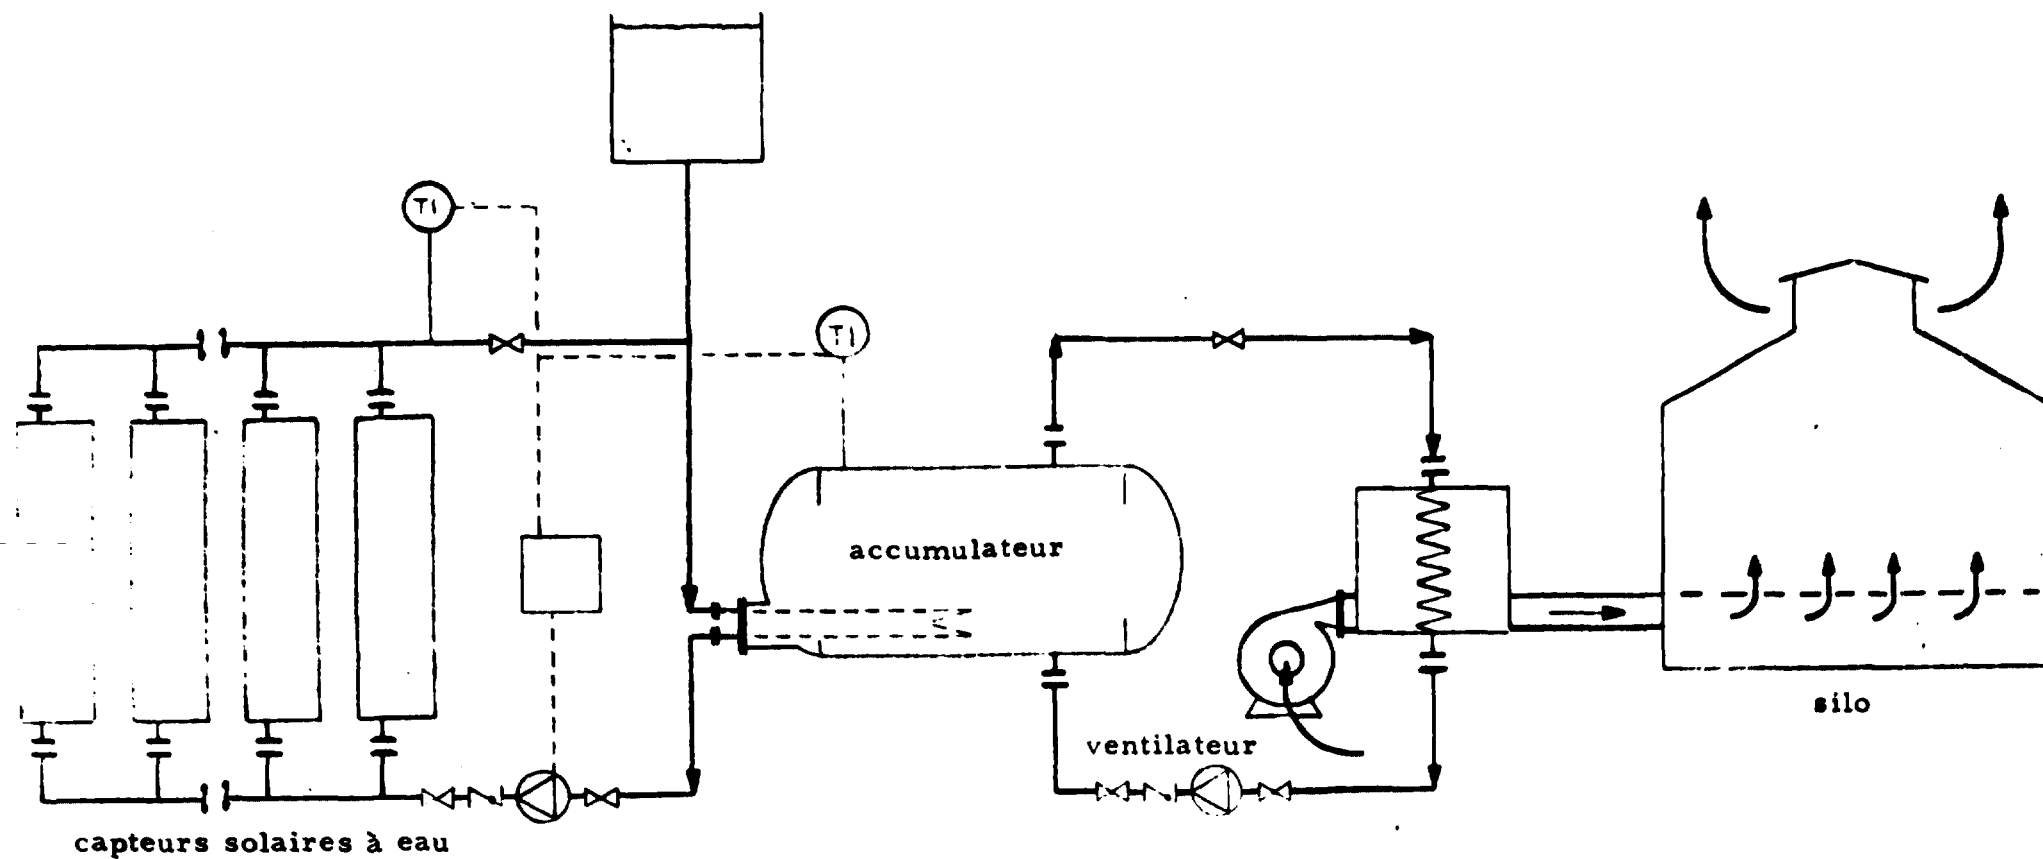 TI
TI
accumulateur
silo
ventilateur
capteurs solaires à eau